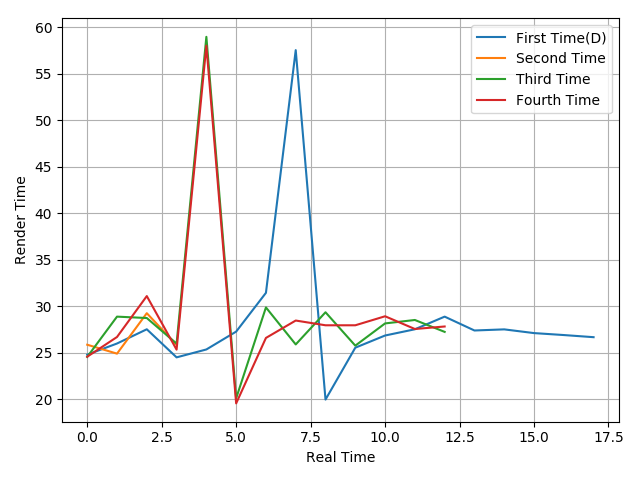 60
55
50
45
40
35
30
25
20
Render Time
0.0 2.5 5.0 7.5 10.0 12.5 15.0 17.5
Real Time
First Time(D)
Second Time
Third Time
Fourth Time